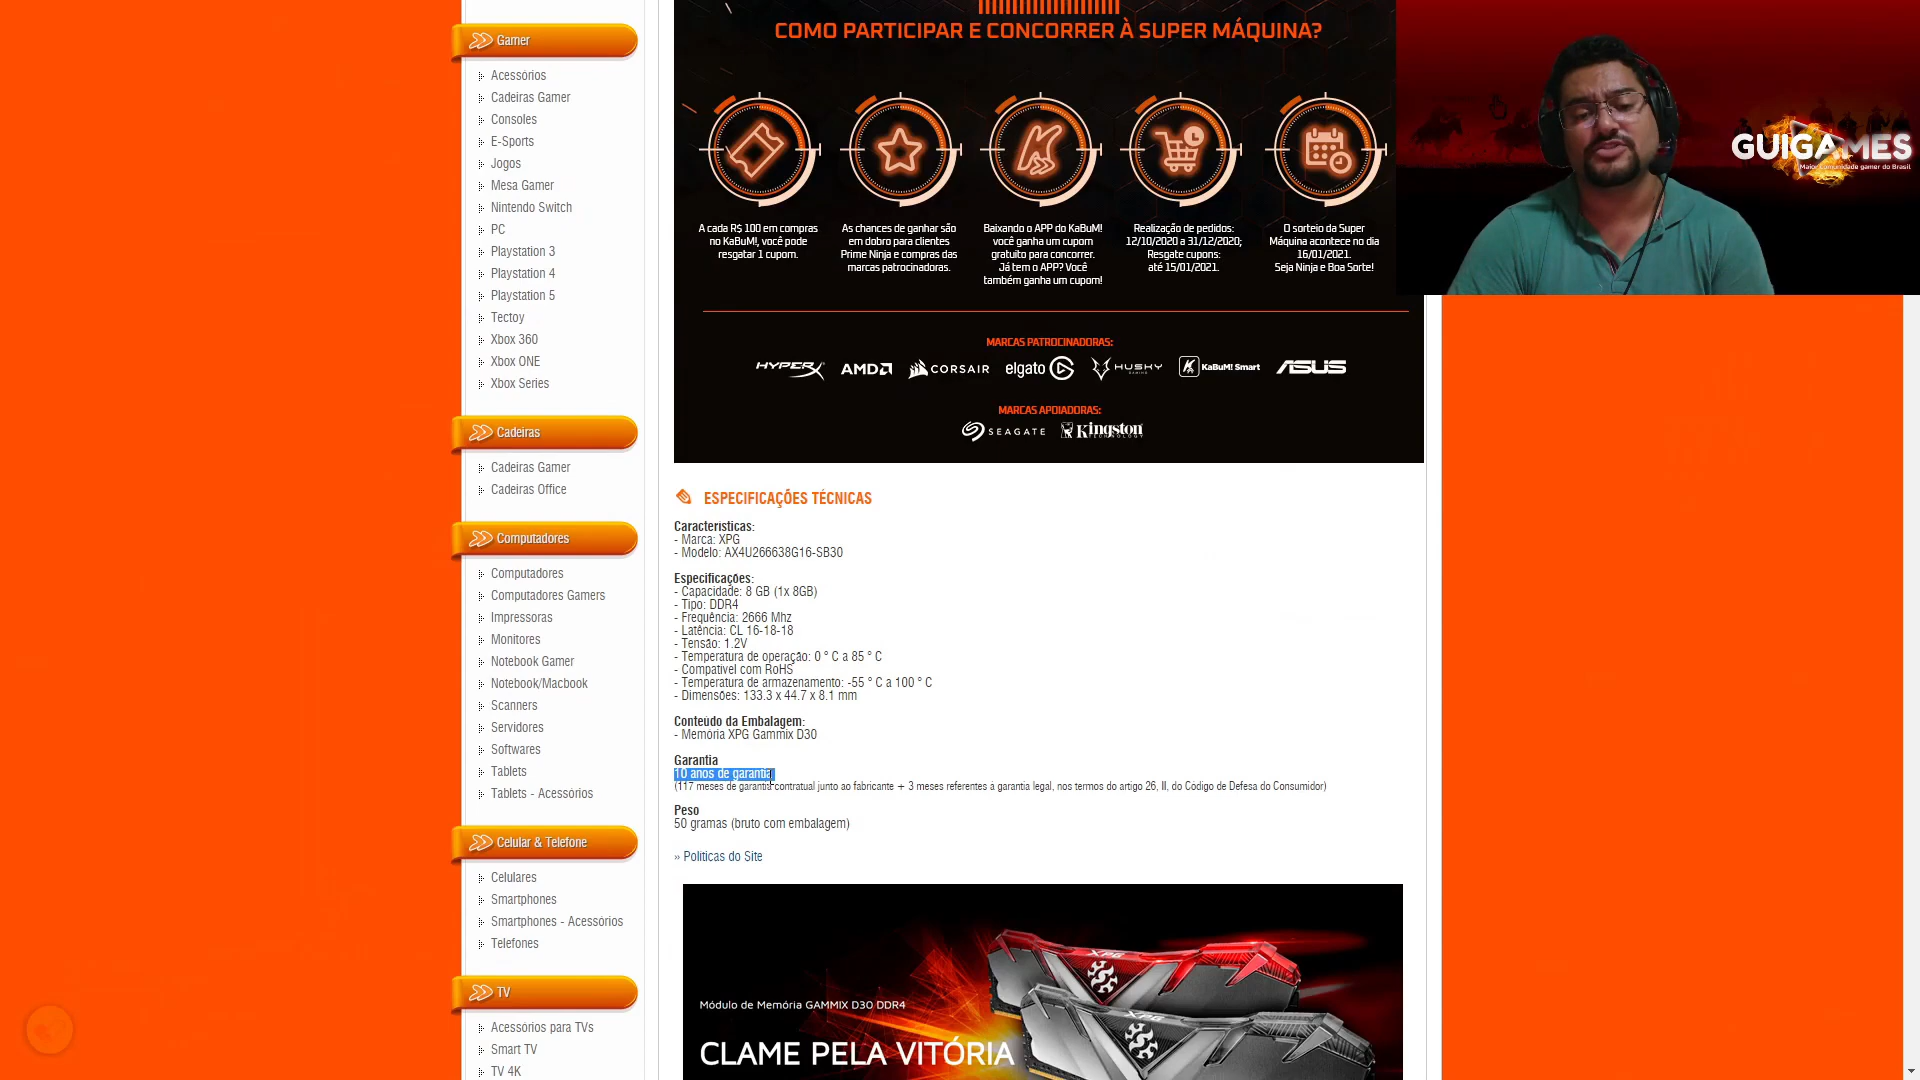 Gamer
Acessórios
Cadeiras Gamer
Consoles
E-Sports
Jogos
Mesa Gamer
Nintendo Switch
PC
Playstation 3
Playstation 4
Playstation 5
Tectoy
Xbox 360
Xbox ONE
Xbox Series
Cadeiras
Cadeiras Gamer
Cadeiras Office
Computadores
Computadores
Computadores Gamers
Impressoras
Monitores
Notebook Gamer
Notebook/Macbook
Scanners
Servidores
Softwares
Tablets
Tablets - Acessórios
Celular & Telefone
Celulares
Smartphones
Smartphones - Acessórios
Telefones
TV
Acessórios para TVs
Smart TV
TV 4K
COMO PARTICIPAR E CONCORRER À SUPER MÁQUINA?
A cada R$ 100 em compras
no KaBuM!, você pode
resgatar 1 cupom.
As chances de ganhar são
em dobro para clientes
Prime Ninja e compras das
marcas patrocinadoras.
Baixando o APP do KaBuM!
você ganha um cupom
gratuito para concorrer.
Já tem o APP? Você
também ganha um cupom!
Realização de pedidos:
12/10/2020 a 31/12/2020;
Resgate cupons:
até 15/01/2021.
O sorteio da Super
Máquina acontece no dia
16/01/2021.
Seja Ninja e Boa Sorte!
MARCAS PATROCINADORAS:
HYPERX AMD CORSAIR elgato HUSKY GAMING KaBuM! Smart ASUS
MARCAS APOIADORAS:
SEAGATE Kingston TECHNOLOGY
ESPECIFICAÇÕES TÉCNICAS
Características:
- Marca: XPG
- Modelo: AX4U266638G16-SB30
Especificações:
- Capacidade: 8 GB (1x 8GB)
- Tipo: DDR4
- Frequência: 2666 Mhz
- Latência: CL 16-18-18
- Tensão: 1.2V
- Temperatura de operação: 0 ° C a 85 ° C
- Compatível com RoHS
- Temperatura de armazenamento: -55 ° C a 100 ° C
- Dimensões: 133.3 x 44.7 x 8.1 mm
Conteúdo da Embalagem:
- Memória XPG Gammix D30
Garantia
10 anos de garantia
(117 meses de garantia contratual junto ao fabricante + 3 meses referentes à garantia legal, nos termos do artigo 26, II, do Código de Defesa do Consumidor)
Peso
50 gramas (bruto com embalagem)
» Políticas do Site
Módulo de Memória GAMMIX D30 DDR4
CLAME PELA VITÓRIA
XPG
XPG
GUIGAMES
Maior comunidade gamer do Brasil